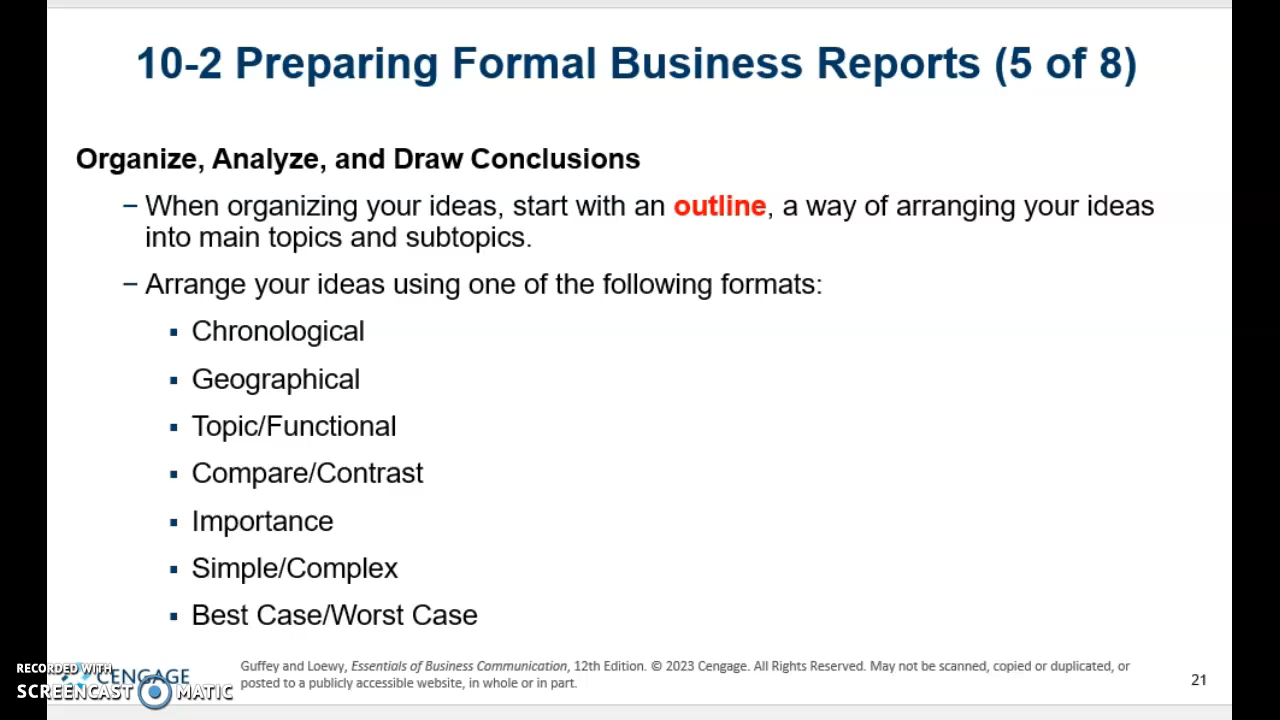 10-2 Preparing Formal Business Reports (5 of 8)
Organize, Analyze, and Draw Conclusions
– When organizing your ideas, start with an outline, a way of arranging your ideas
into main topics and subtopics.
– Arrange your ideas using one of the following formats:
▪ Chronological
▪ Geographical
▪ Topic/Functional
▪ Compare/Contrast
▪ Importance
▪ Simple/Complex
▪ Best Case/Worst Case
RECORDED WITH
CENGAGE
SCREENCAST MATIC
Guffey and Loewy, Essentials of Business Communication, 12th Edition. © 2023 Cengage. All Rights Reserved. May not be scanned, copied or duplicated, or
posted to a publicly accessible website, in whole or in part.
21